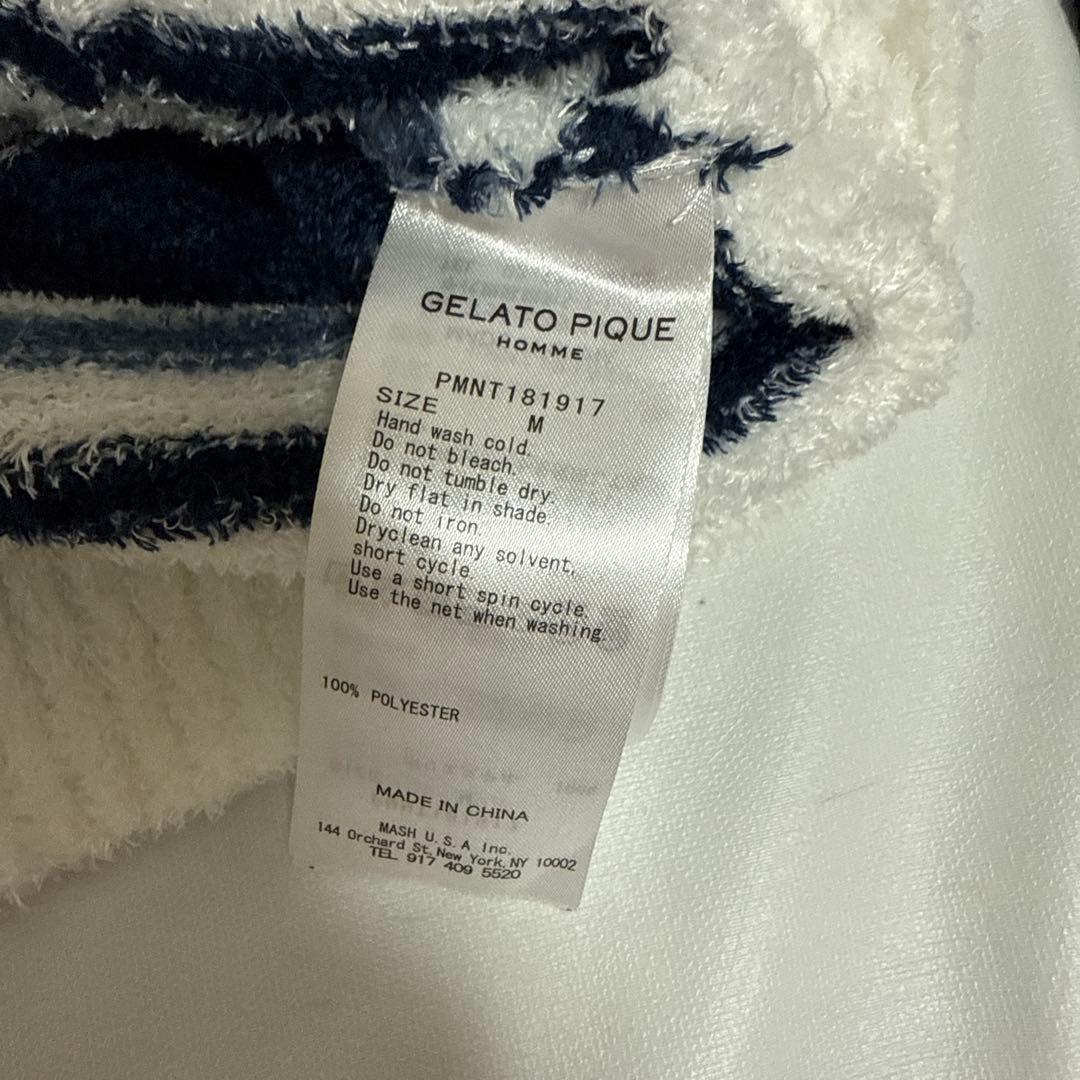 GELATO PIQUE
HOMME
PMNT181917
SIZE M
Hand wash cold.
Do not bleach.
Do not tumble dry.
Dry flat in shade.
Do not iron.
Dryclean any solvent,
short cycle.
Use a short spin cycle.
Use the net when washing.
100% POLYESTER
MADE IN CHINA
MASH U.S.A Inc.
144 Orchard St, New York, NY 10002
TEL 917 409 5520